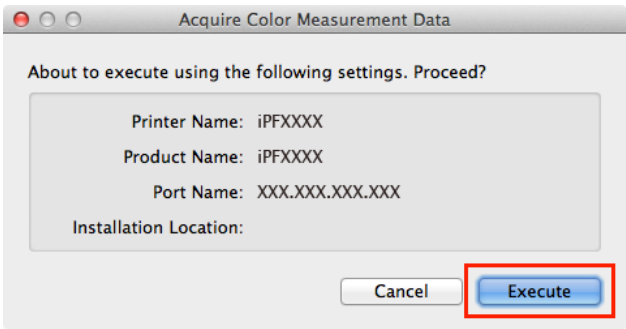 Acquire Color Measurement Data
About to execute using the following settings. Proceed?
Printer Name: iPFXXXX
Product Name: iPFXXXX
Port Name: XXX.XXX.XXX.XXX
Installation Location:
Cancel Execute